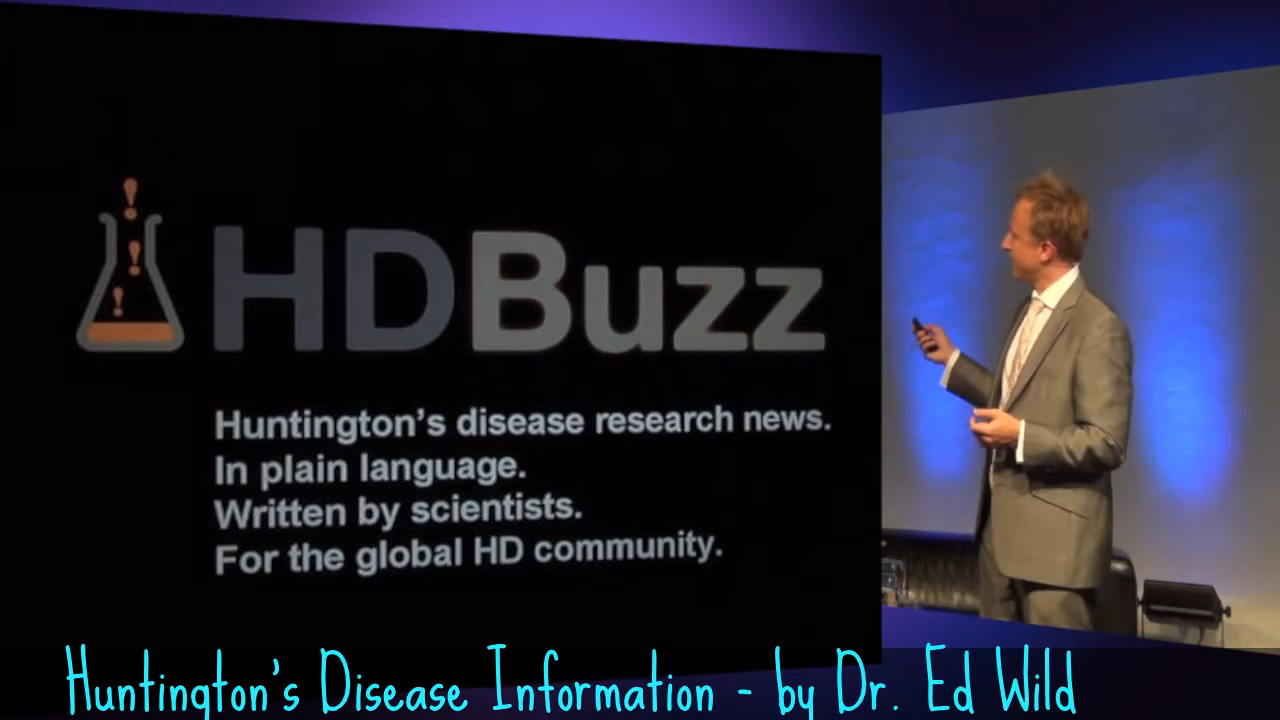 HDBuzz
Huntington's disease research news.
In plain language.
Written by scientists.
For the global HD community.
Huntington's Disease Information - by Dr. Ed Wild